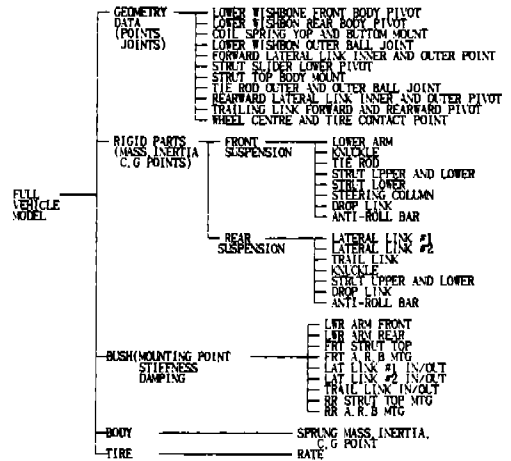 GEOMETRY
DATA
(POINTS,
JOINTS)
LOWER WISHBONE FRONT BODY PIVOT
LOWER WISHBON REAR BODY PIVOT
COIL SPRING YOP AND BOTTOM MOUNT
LOWER WISHBON OUTER BALL JOINT
FORWARD LATERAL LINK INNER AND OUTER POINT
STRUT SLIDER LOWER PIVOT
STRUT TOP BODY MOUNT
TIE ROD OUTER AND OUTER BALL JOINT
REARWARD LATERAL LINK INNER AND OUTER PIVOT
TRAILING LINK FORWARD AND REARWARD PIVOT
WHEEL CENTRE AND TIRE CONTACT POINT
RIGID PARTS
(MASS, INERTIA
C.G POINTS)
FRONT
SUSPENSION
LOWER ARM
KNUCKLE
TIE ROD
STRUT UPPER AND LOWER
STRUT LOWER
STEERING COLUMN
DROP LINK
ANTI-ROLL BAR
FULL
VEHICLE
MODEL
REAR
SUSPENSION
LATERAL LINK #1
LATERAL LINK #2
TRAIL LINK
KNUCKLE
STRUT UPPER AND LOWER
DROP LINK
ANTI-ROLL BAR
BUSH(MOUNTING POINT
STIFFNESS
DAMPING
LWR ARM FRONT
LWR ARM REAR
FRT STRUT TOP
FRT A.R.B MTG
LAT LINK #1 IN/OUT
LAT LINK #2 IN/OUT
TRAIL LINK IN/OUT
RR STRUT TOP MTG
RR A.R.B MTG
BODY
SPRUNG MASS, INERTIA,
C.G POINT
TIRE
RATE